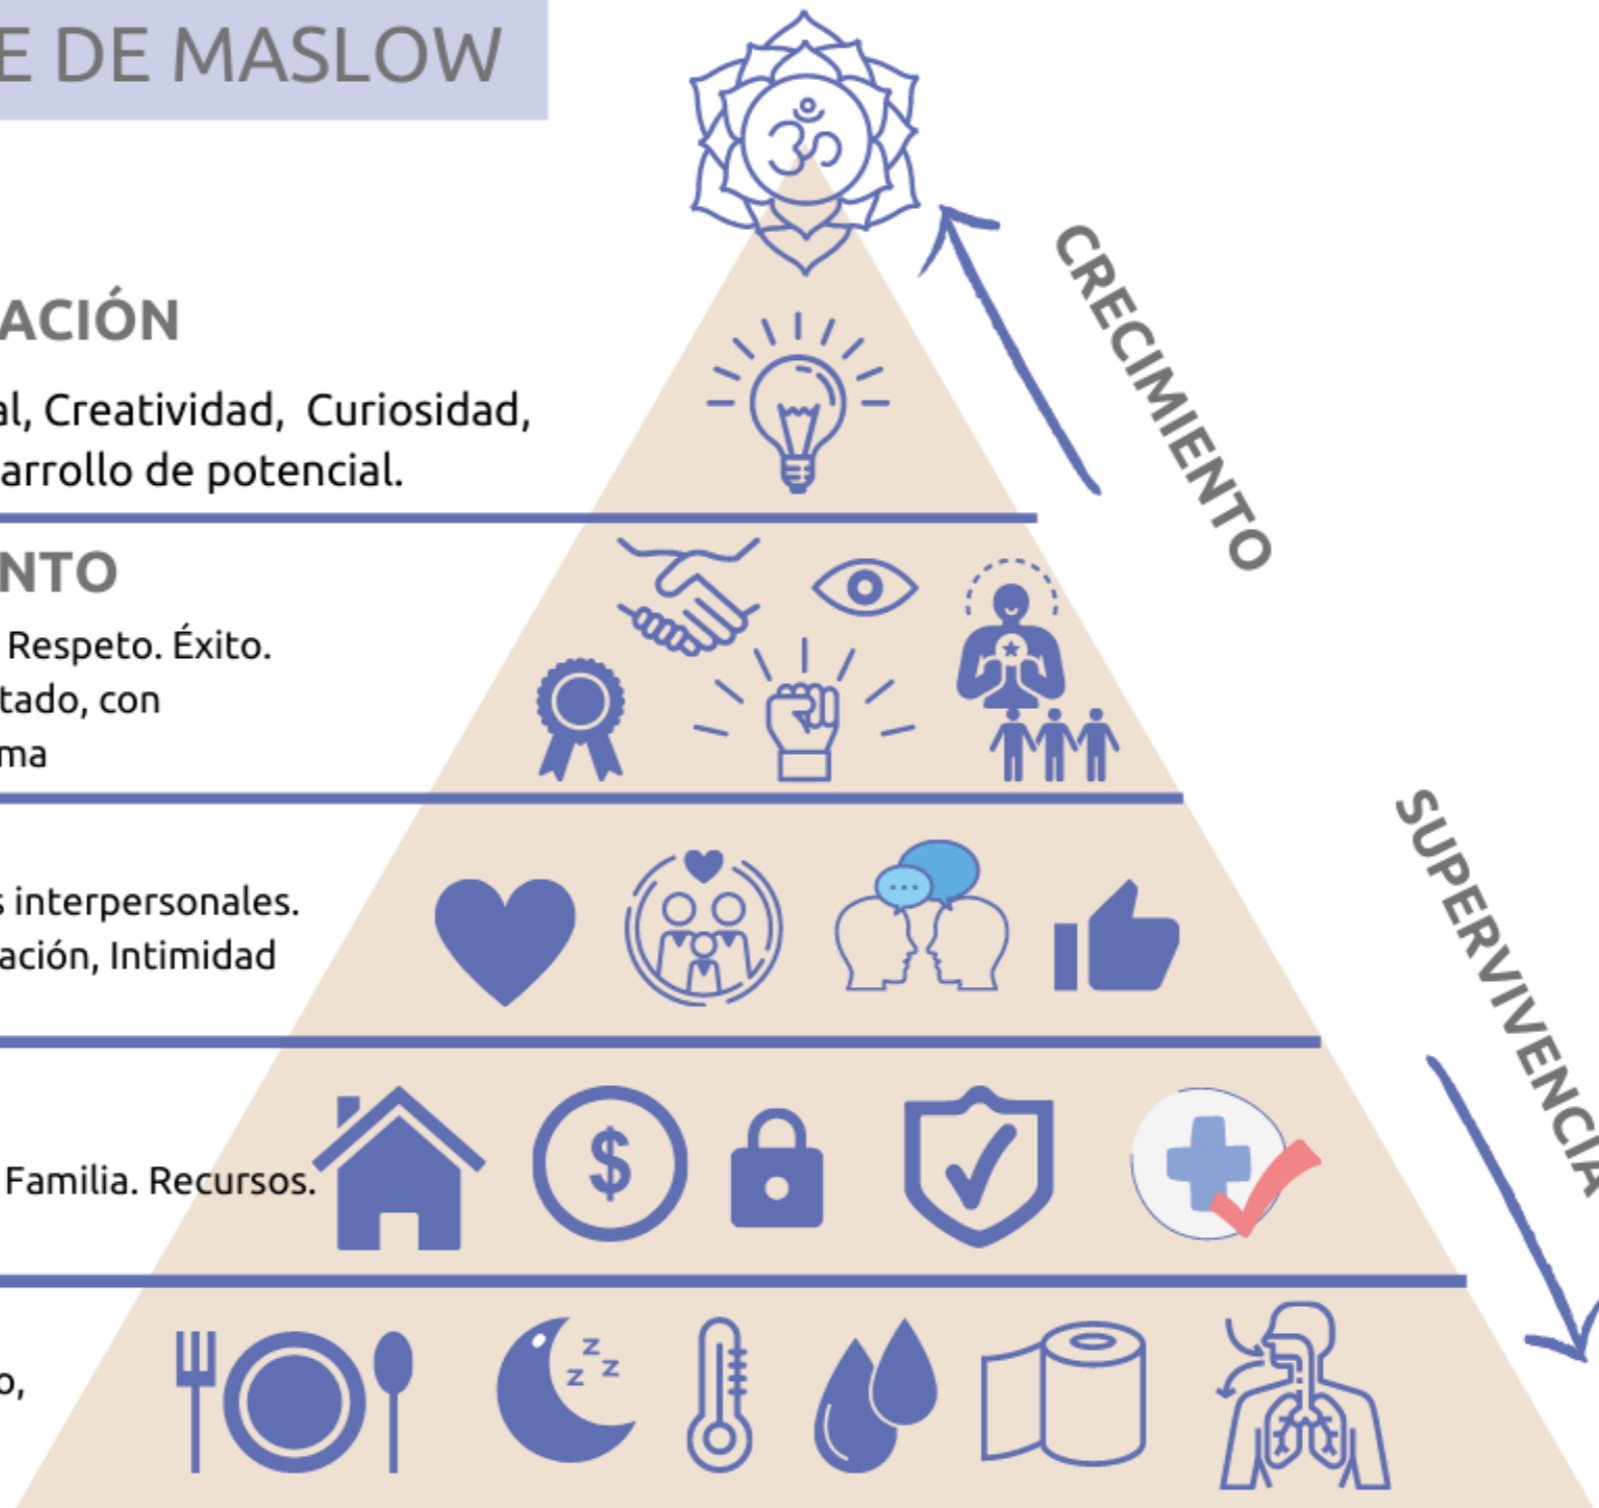 E DE MASLOW
ACIÓN
al, Creatividad, Curiosidad,
arrollo de potencial.
CRECIMIENTO
NTO
Respeto. Éxito.
tado, con
ma
s interpersonales.
ación, Intimidad
SUPERVIVENCIA
Familia. Recursos.
$
z z z
o,
ॐ